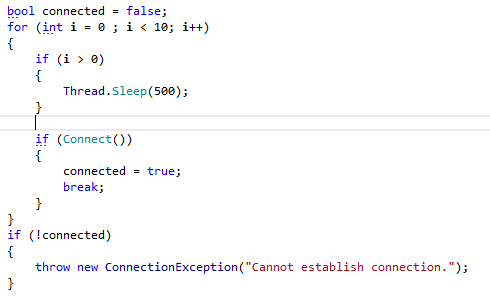 bool connected = false;
for (int i = 0 ; i < 10; i++)
{
    if (i > 0)
    {
        Thread.Sleep(500);
    }

    if (Connect())
    {
        connected = true;
        break;
    }
}
if (!connected)
{
    throw new ConnectionException("Cannot establish connection.");
}